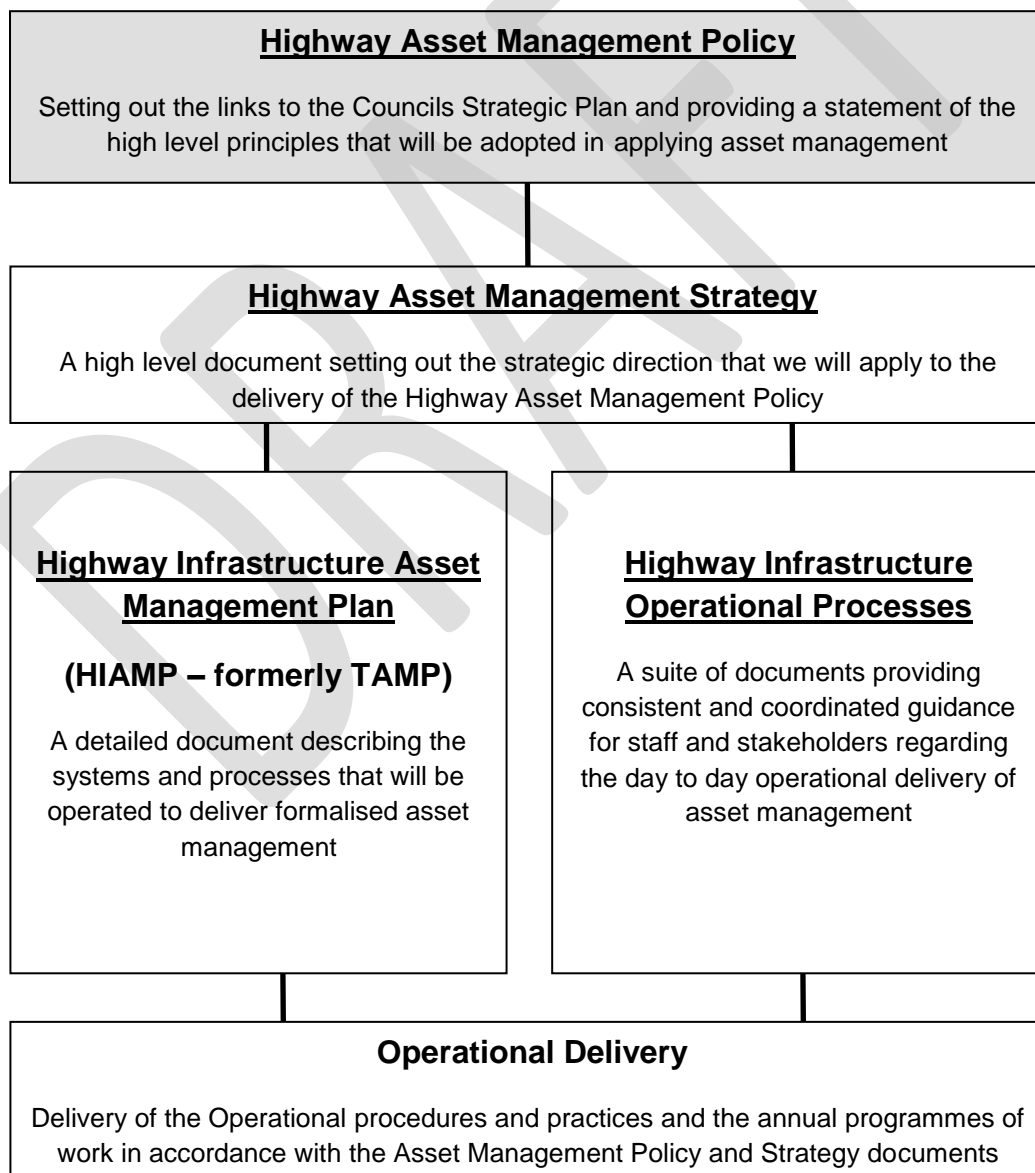 Highway Asset Management Policy
Setting out the links to the Councils Strategic Plan and providing a statement of the
high level principles that will be adopted in applying asset management
Highway Asset Management Strategy
A high level document setting out the strategic direction that we will apply to the
delivery of the Highway Asset Management Policy
Highway Infrastructure Asset
Management Plan
(HIAMP – formerly TAMP)
A detailed document describing the
systems and processes that will be
operated to deliver formalised asset
management
Highway Infrastructure
Operational Processes
A suite of documents providing
consistent and coordinated guidance
for staff and stakeholders regarding
the day to day operational delivery of
asset management
Operational Delivery
Delivery of the Operational procedures and practices and the annual programmes of
work in accordance with the Asset Management Policy and Strategy documents
DRAFT